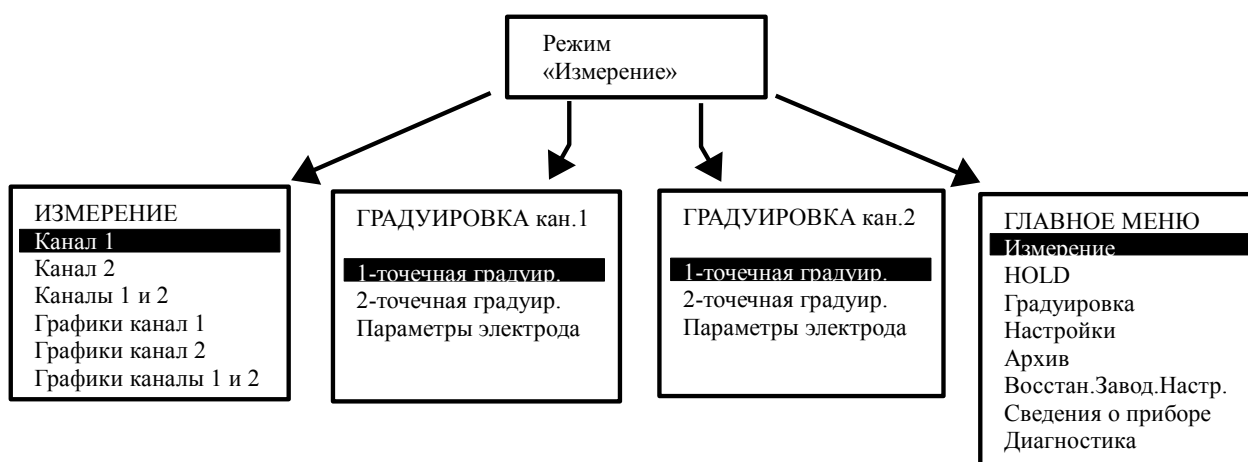 Режим
«Измерение»
ИЗМЕРЕНИЕ
Канал 1
Канал 2
Каналы 1 и 2
Графики канал 1
Графики канал 2
Графики каналы 1 и 2
ГРАДУИРОВКА кан.1
1-точечная градуир.
2-точечная градуир.
Параметры электрода
ГРАДУИРОВКА кан.2
1-точечная градуир.
2-точечная градуир.
Параметры электрода
ГЛАВНОЕ МЕНЮ
Измерение
HOLD
Градуировка
Настройки
Архив
Восстан.Завод.Настр.
Сведения о приборе
Диагностика